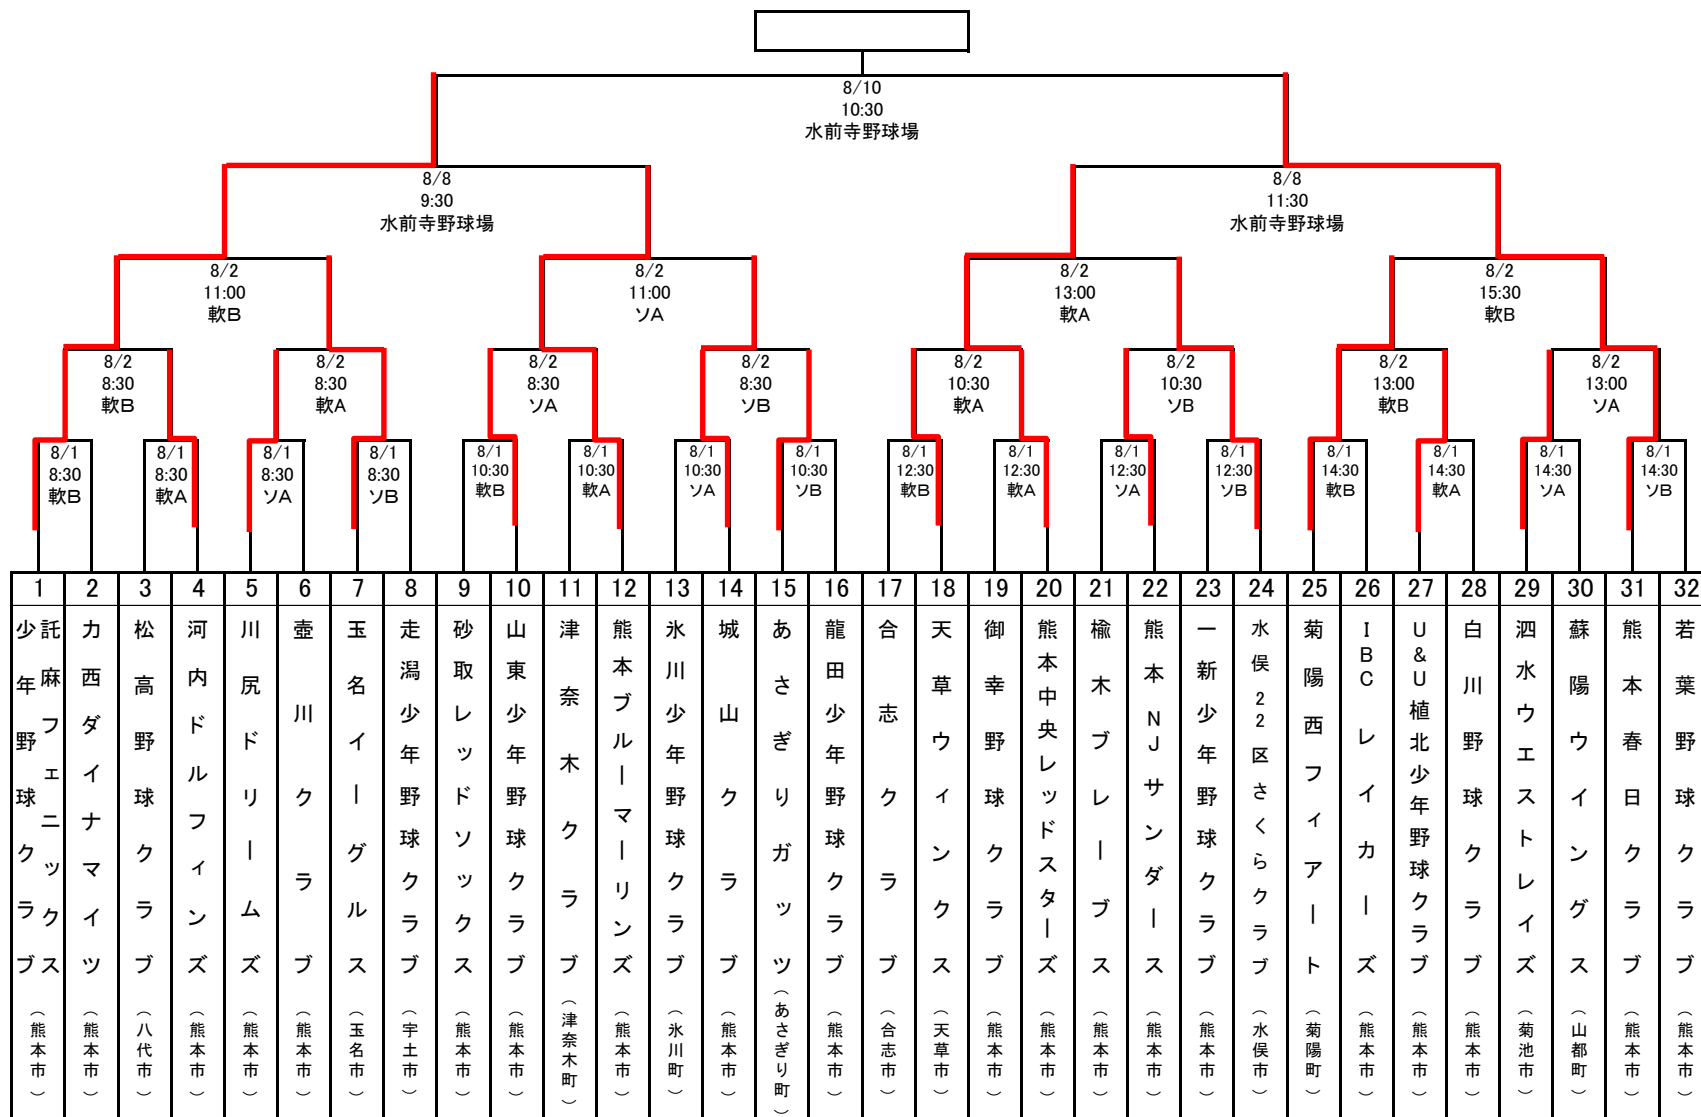 8/10
10:30
水前寺野球場
8/8
9:30
水前寺野球場
8/8
11:30
水前寺野球場
8/2
11:00
軟B
8/2
11:00
ソA
8/2
13:00
軟A
8/2
15:30
軟B
8/2
8:30
軟B
8/2
8:30
軟A
8/2
8:30
ソA
8/2
8:30
ソB
8/2
10:30
軟A
8/2
10:30
ソB
8/2
13:00
軟B
8/2
13:00
ソA
8/1
8:30
軟B
8/1
8:30
軟A
8/1
8:30
ソA
8/1
8:30
ソB
8/1
10:30
軟B
8/1
10:30
軟A
8/1
10:30
ソA
8/1
10:30
ソB
8/1
12:30
軟B
8/1
12:30
軟A
8/1
12:30
ソA
8/1
12:30
ソB
8/1
14:30
軟B
8/1
14:30
軟A
8/1
14:30
ソA
8/1
14:30
ソB
1
託麻フェニックス
少年野球クラブ
（熊本市）
2
力西ダイナマイツ
（熊本市）
3
松高野球クラブ
（八代市）
4
河内ドルフィンズ
（熊本市）
5
川尻ドリームズ
（熊本市）
6
壺川クラブ
（熊本市）
7
玉名イーグルス
（玉名市）
8
走潟少年野球クラブ
（宇土市）
9
砂取レッドソックス
（熊本市）
10
山東少年野球クラブ
（熊本市）
11
津奈木クラブ
（津奈木町）
12
熊本ブルーマーリンズ
（熊本市）
13
氷川少年野球クラブ
（氷川町）
14
城山クラブ
（熊本市）
15
あさぎりガッツ
（あさぎり町）
16
龍田少年野球クラブ
（熊本市）
17
合志クラブ
（合志市）
18
天草ウィンクス
（天草市）
19
御幸野球クラブ
（熊本市）
20
熊本中央レッドスターズ
（熊本市）
21
楡木ブレーブス
（熊本市）
22
熊本NJサンダース
（熊本市）
23
一新少年野球クラブ
（熊本市）
24
水俣22区さくらクラブ
（水俣市）
25
菊陽西フィアート
（菊陽町）
26
IBCレイカーズ
（熊本市）
27
U&U植北少年野球クラブ
（熊本市）
28
白川野球クラブ
（熊本市）
29
泗水ウエストレイズ
（菊池市）
30
蘇陽ウイングス
（山都町）
31
熊本春日クラブ
（熊本市）
32
若葉野球クラブ
（熊本市）